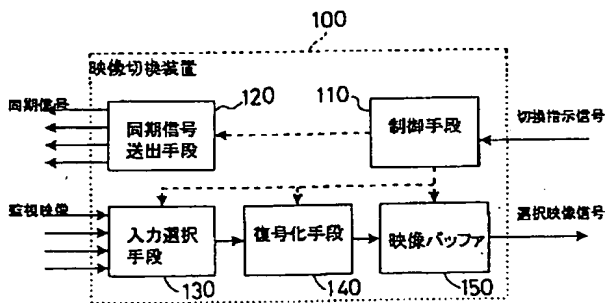 100
映像切換装置
同期信号
120
110
同期信号
送出手段
制御手段
切換指示信号
監視映像
選択映像信号
入力選択
手段
復号化手段
映像バッファ
130
140
150